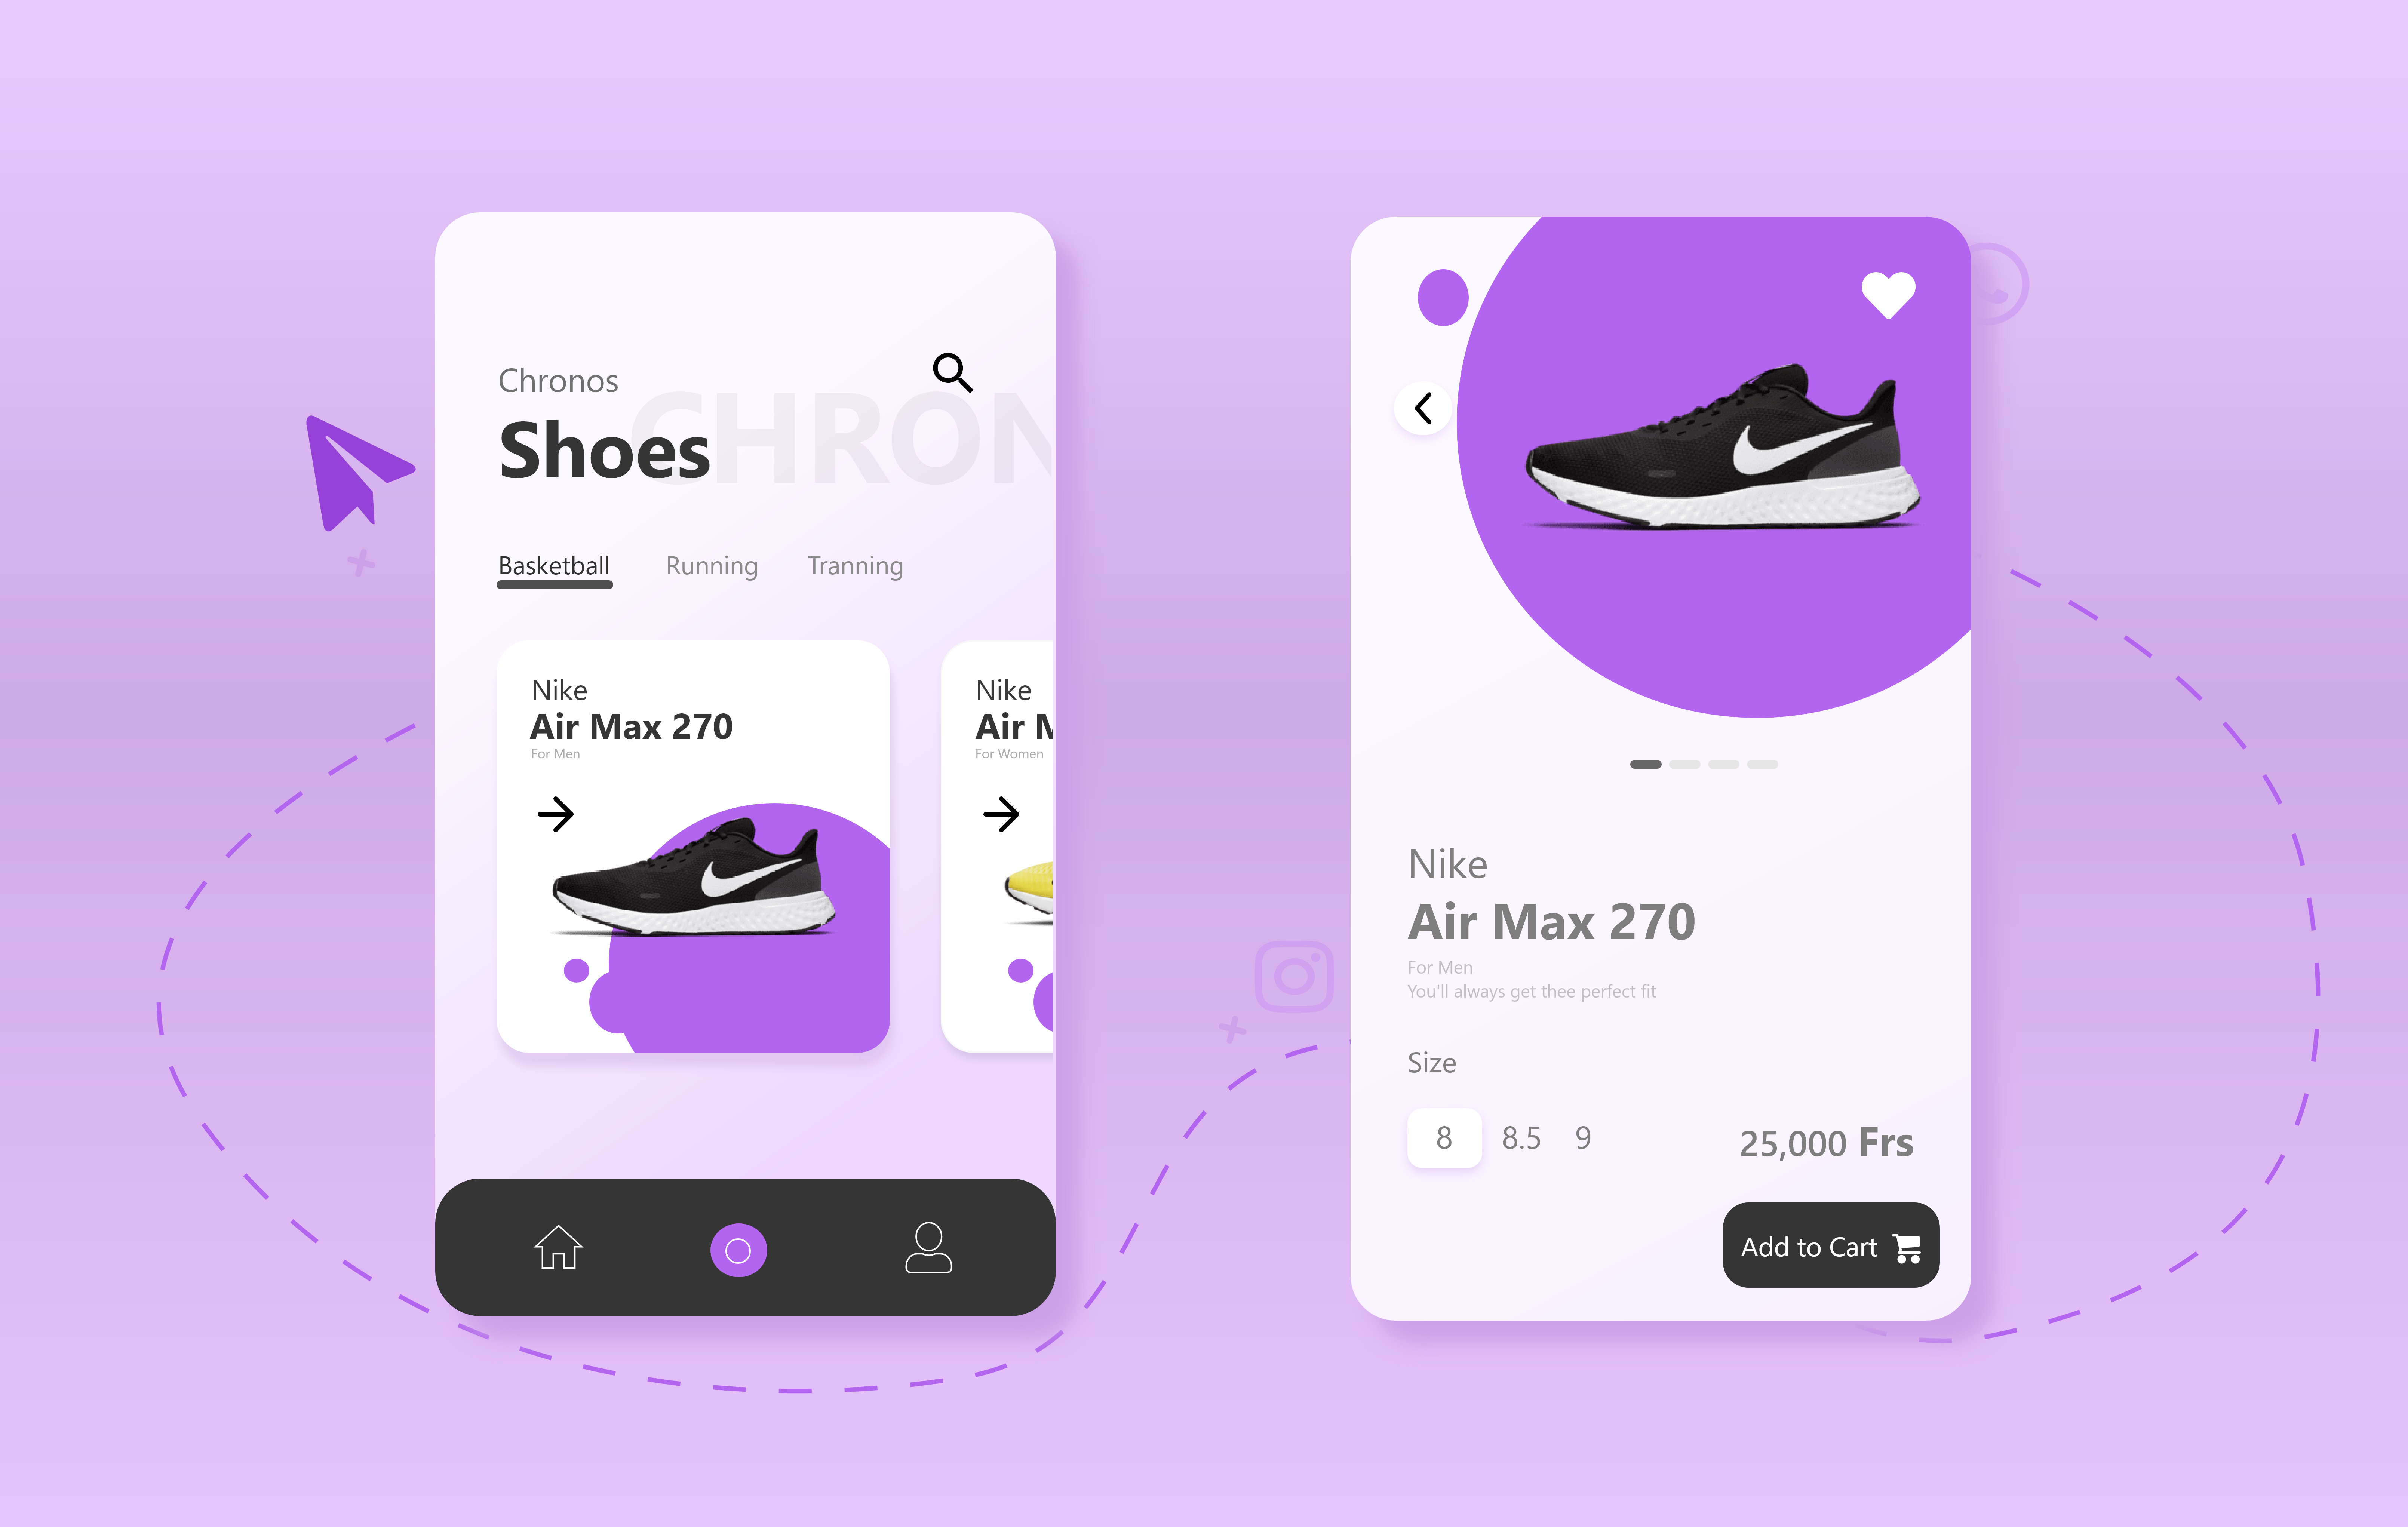 Chronos
CHRON
Shoes
Basketball Running Tranning
Nike
Air Max 270
For Men
Nike
Air M
For Women
Nike
Air Max 270
For Men
You'll always get thee perfect fit
Size
8 8.5 9
25,000 Frs
Add to Cart